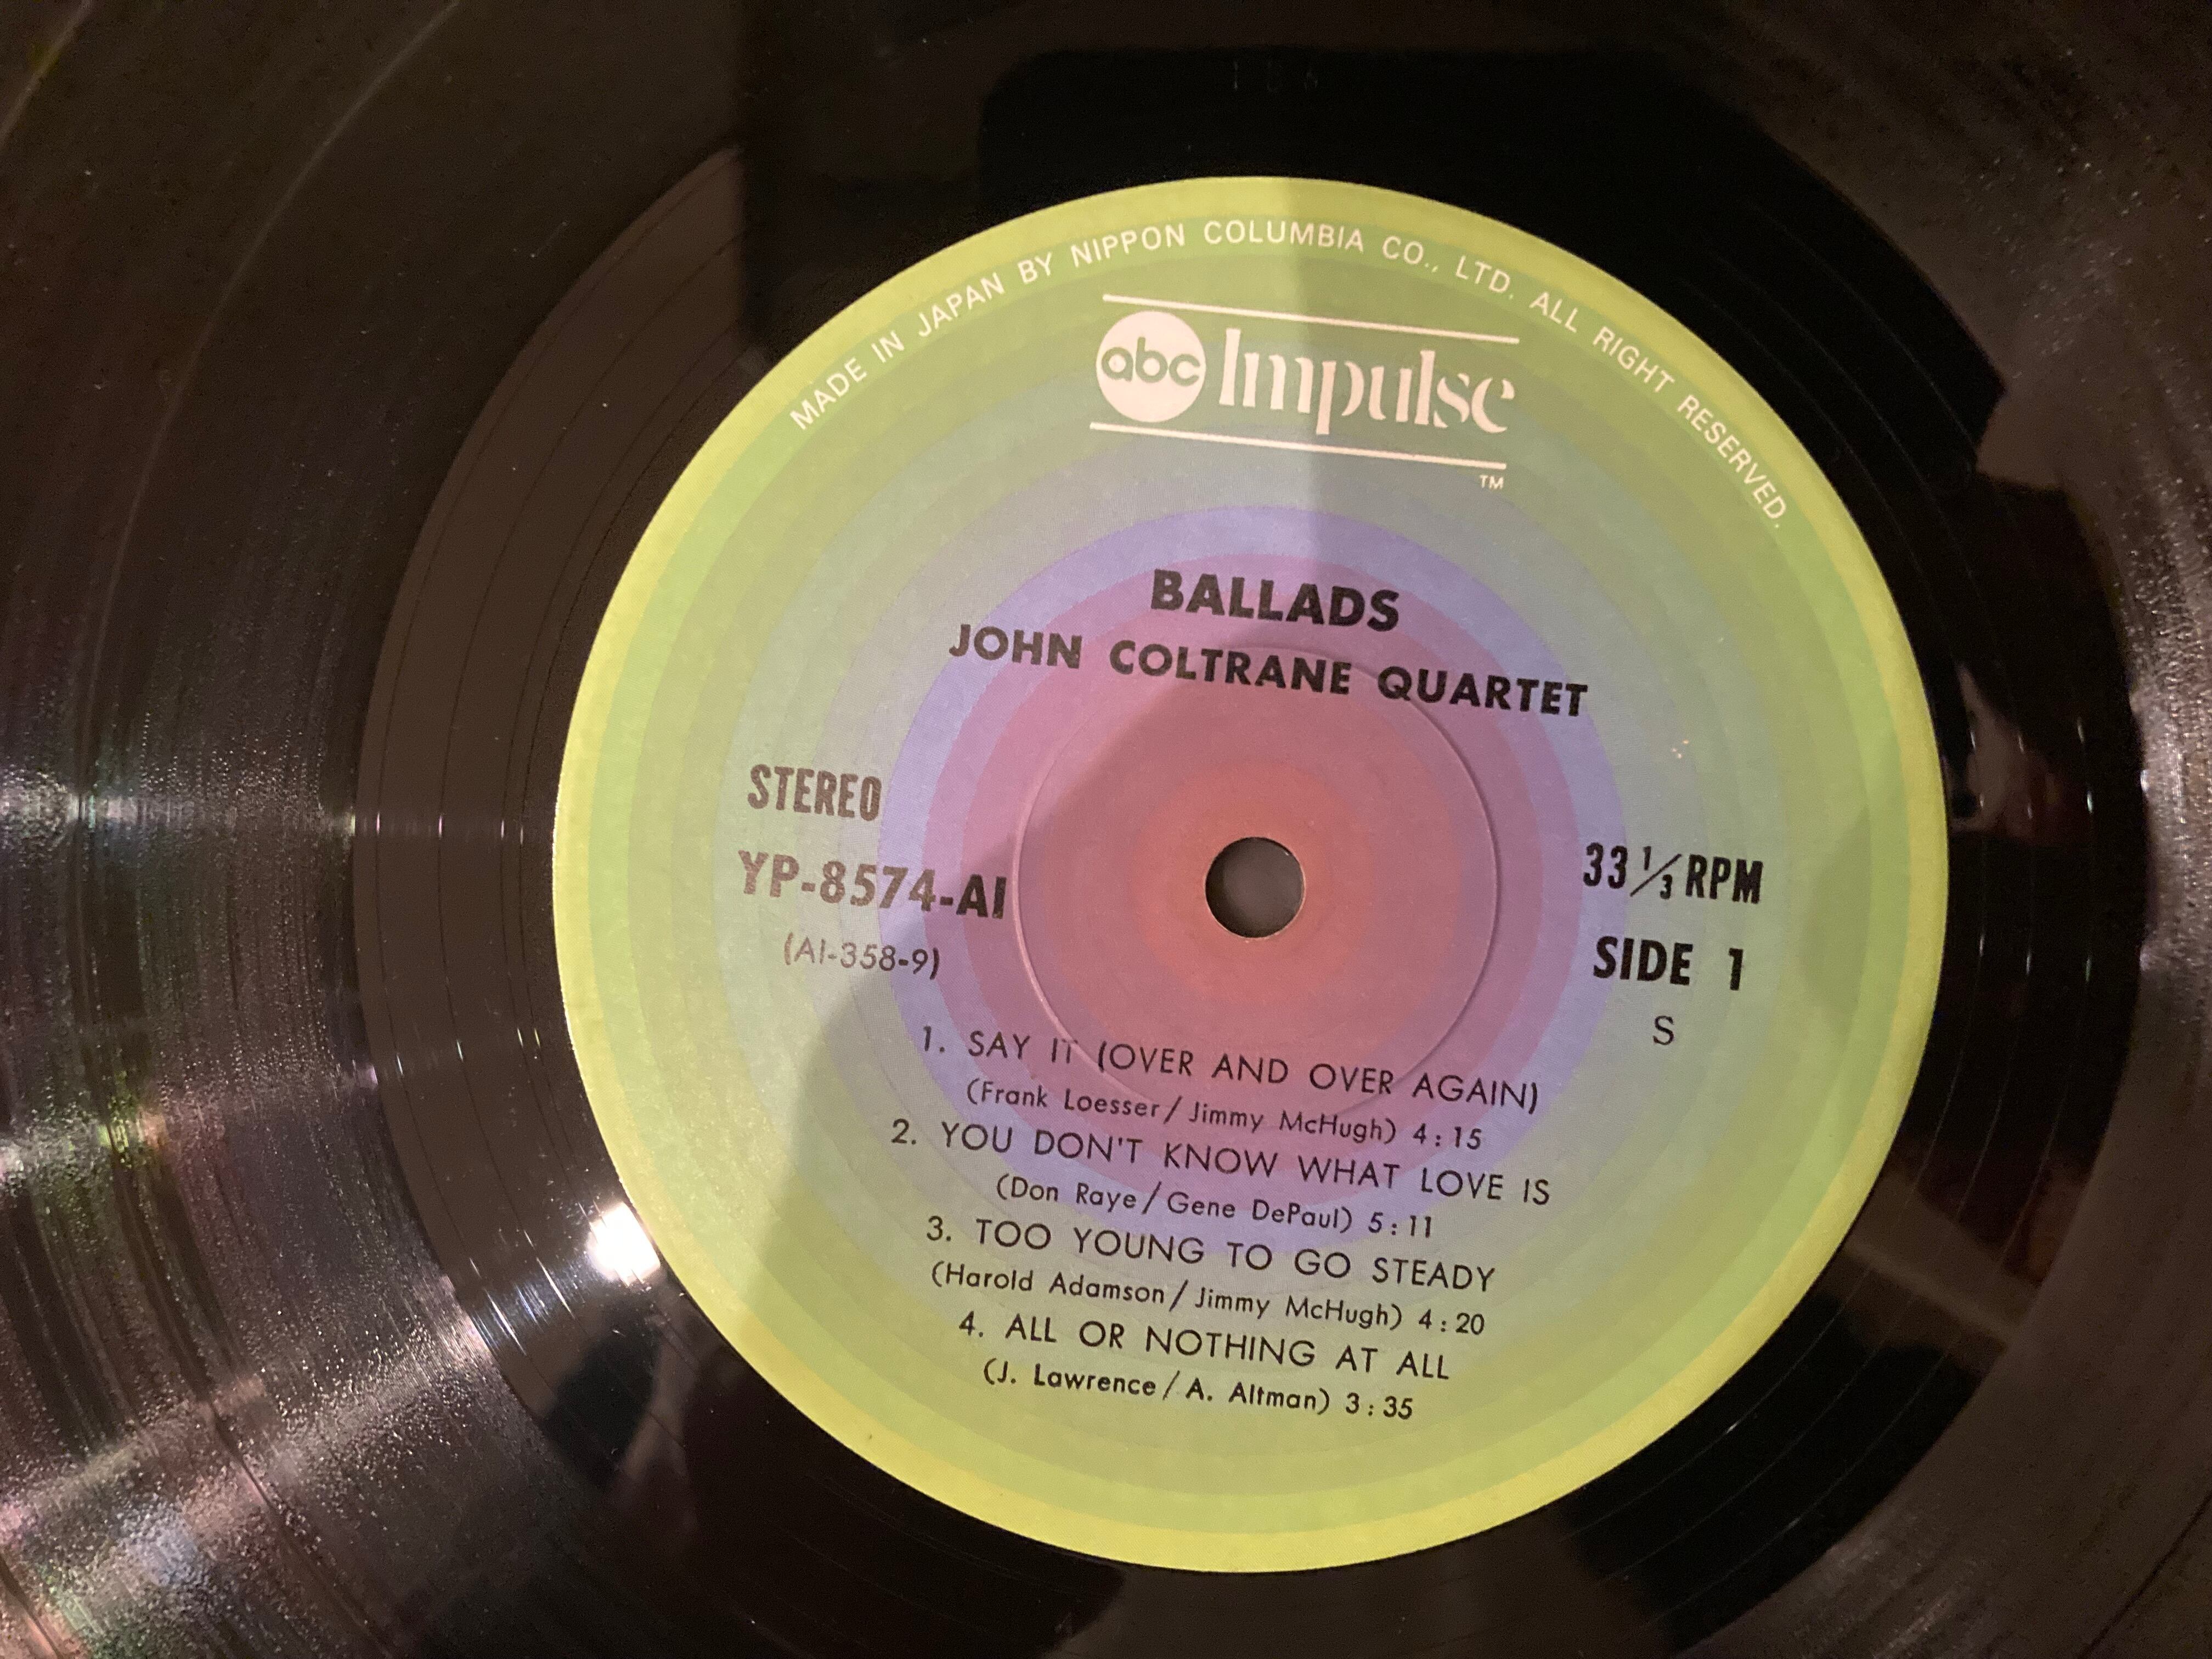 MADE IN JAPAN BY NIPPON COLUMBIA CO., LTD. ALL RIGHT RESERVED.
abc Impulse
TM
BALLADS
JOHN COLTRANE QUARTET
STEREO
YP-8574-AI
(AI-358-9)
33 1/3 RPM
SIDE 1
S
1. SAY IT (OVER AND OVER AGAIN)
(Frank Loesser/Jimmy McHugh) 4:15
2. YOU DON'T KNOW WHAT LOVE IS
(Don Raye/Gene DePaul) 5:11
3. TOO YOUNG TO GO STEADY
(Harold Adamson/Jimmy McHugh) 4:20
4. ALL OR NOTHING AT ALL
(J. Lawrence/A. Altman) 3:35